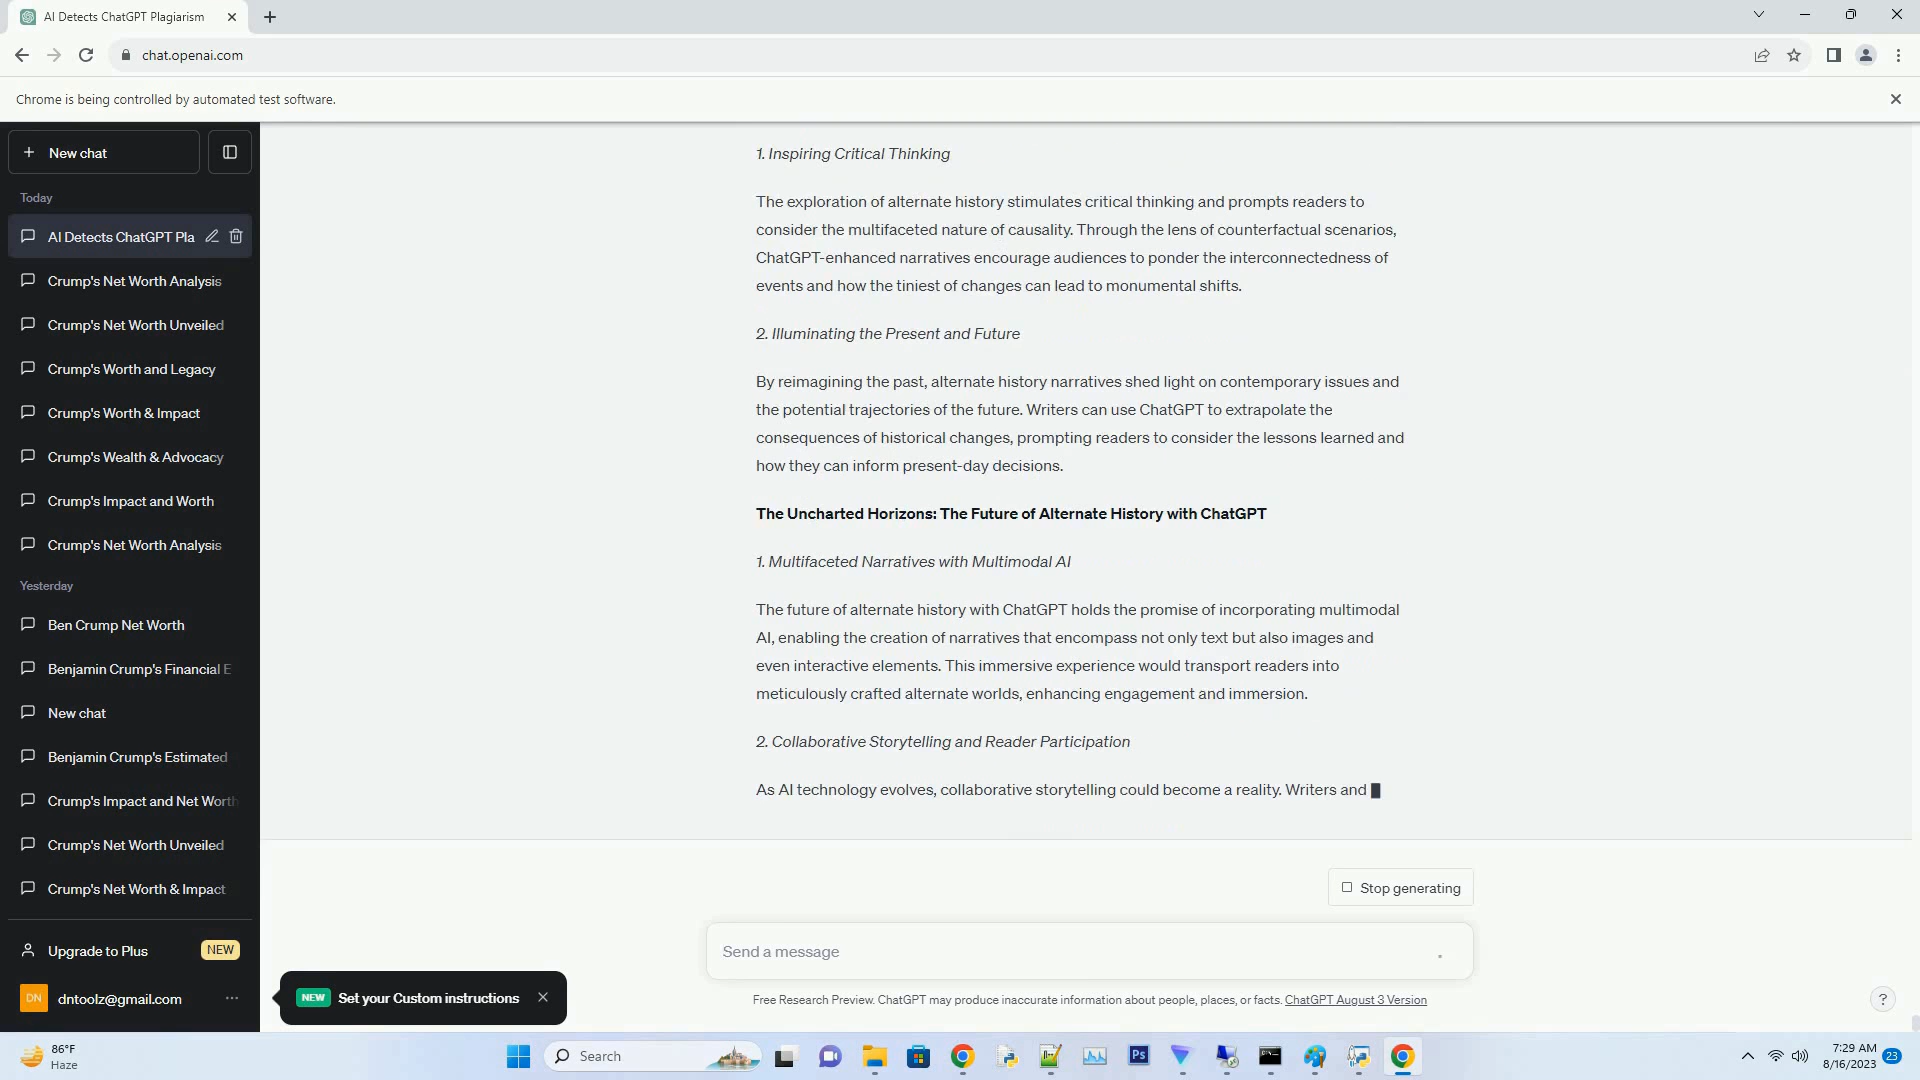 AI Detects ChatGPT Plagiarism
chat.openai.com
Chrome is being controlled by automated test software.
New chat
Today
AI Detects ChatGPT Pla
Crump's Net Worth Analysis
Crump's Net Worth Unveiled
Crump's Worth and Legacy
Crump's Worth & Impact
Crump's Wealth & Advocacy
Crump's Impact and Worth
Crump's Net Worth Analysis
Yesterday
Ben Crump Net Worth
Benjamin Crump's Financial E
New chat
Benjamin Crump's Estimated
Crump's Impact and Net Worth
Crump's Net Worth Unveiled
Crump's Net Worth & Impact
Upgrade to Plus
NEW
DN
dntoolz@gmail.com
NEW
Set your Custom instructions
1. Inspiring Critical Thinking
The exploration of alternate history stimulates critical thinking and prompts readers to
consider the multifaceted nature of causality. Through the lens of counterfactual scenarios,
ChatGPT-enhanced narratives encourage audiences to ponder the interconnectedness of
events and how the tiniest of changes can lead to monumental shifts.
2. Illuminating the Present and Future
By reimagining the past, alternate history narratives shed light on contemporary issues and
the potential trajectories of the future. Writers can use ChatGPT to extrapolate the
consequences of historical changes, prompting readers to consider the lessons learned and
how they can inform present-day decisions.
The Uncharted Horizons: The Future of Alternate History with ChatGPT
1. Multifaceted Narratives with Multimodal AI
The future of alternate history with ChatGPT holds the promise of incorporating multimodal
AI, enabling the creation of narratives that encompass not only text but also images and
even interactive elements. This immersive experience would transport readers into
meticulously crafted alternate worlds, enhancing engagement and immersion.
2. Collaborative Storytelling and Reader Participation
As AI technology evolves, collaborative storytelling could become a reality. Writers and
Stop generating
Send a message
Free Research Preview. ChatGPT may produce inaccurate information about people, places, or facts. ChatGPT August 3 Version
?
86°F
Haze
Search
Ps
7:29 AM
8/16/2023
23